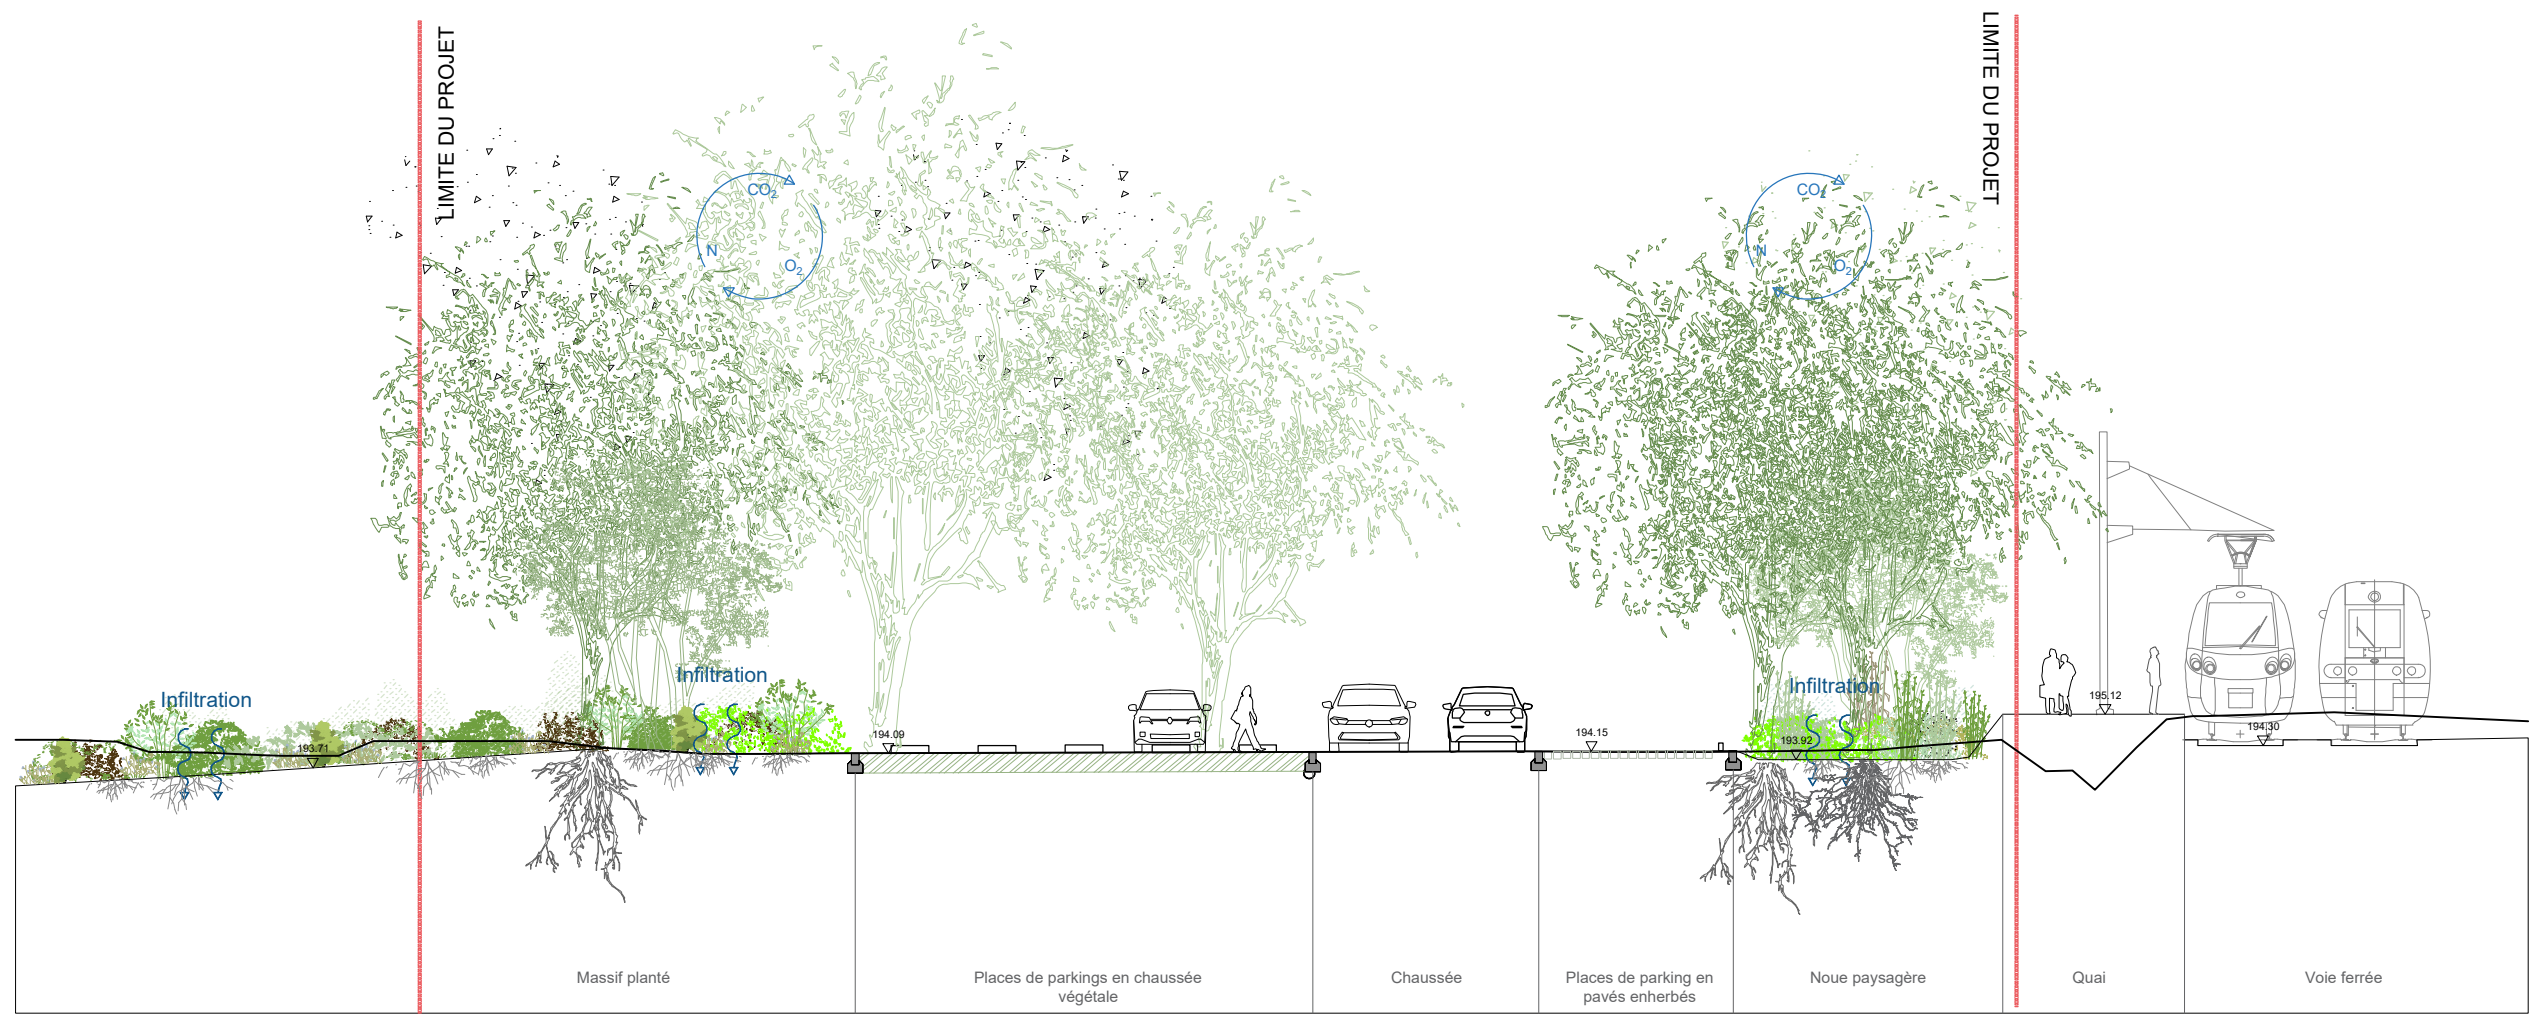 LIMITE DU PROJET
LIMITE DU PROJET
CO2
N
O2
CO2
N
O2
Infiltration
Infiltration
Infiltration
193.71
194.09
194.15
193.92
195.12
194.30
Massif planté
Places de parkings en chaussée
végétale
Chaussée
Places de parking en
pavés enherbés
Noue paysagère
Quai
Voie ferrée